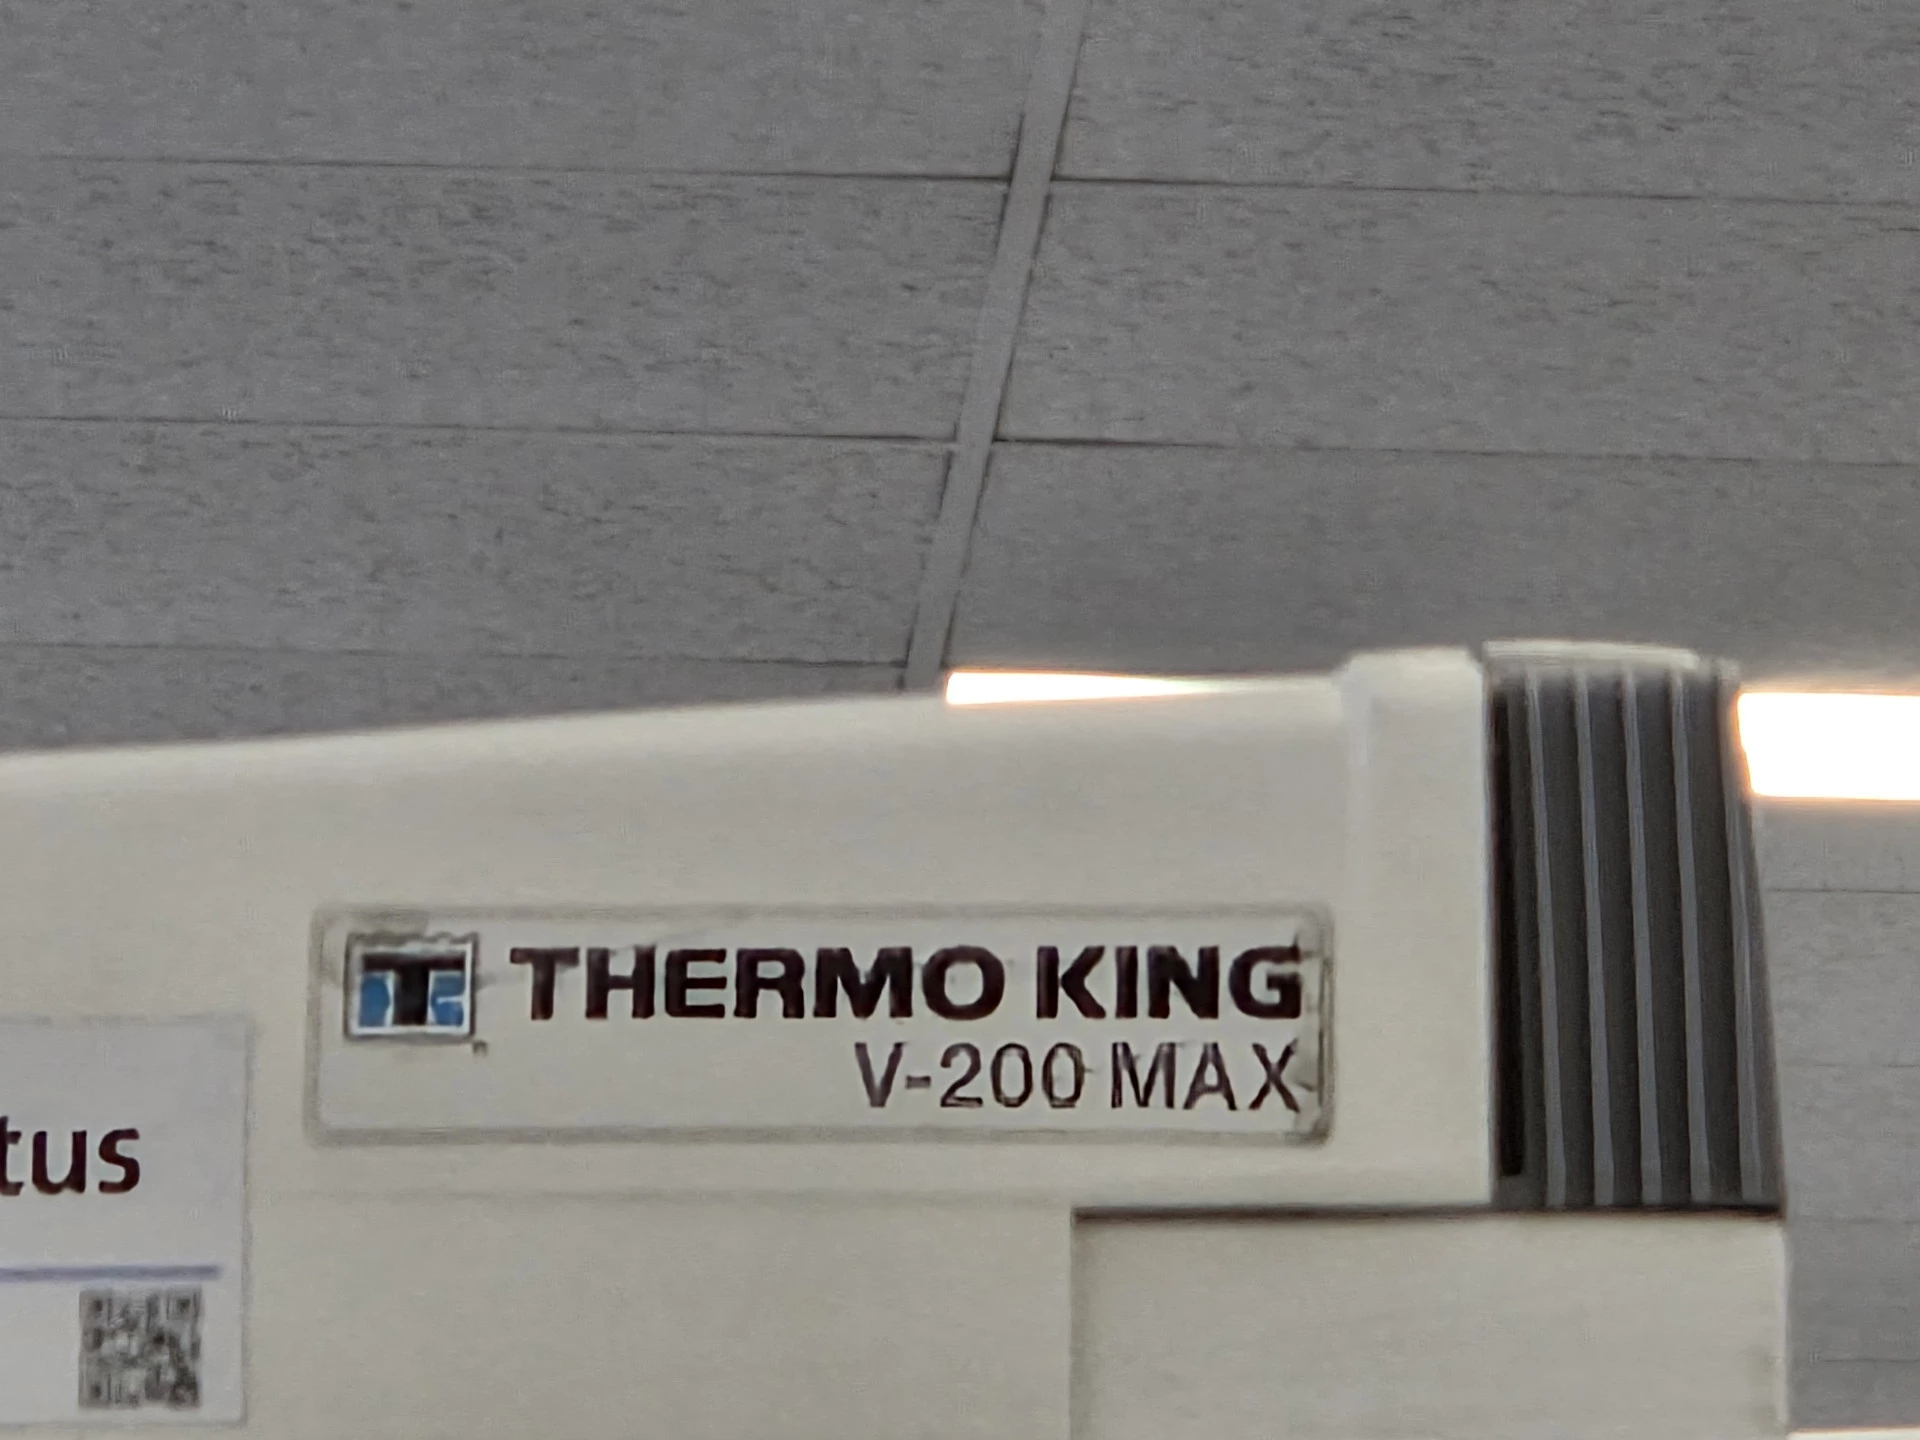 THERMO KING
V-200 MAX
tus